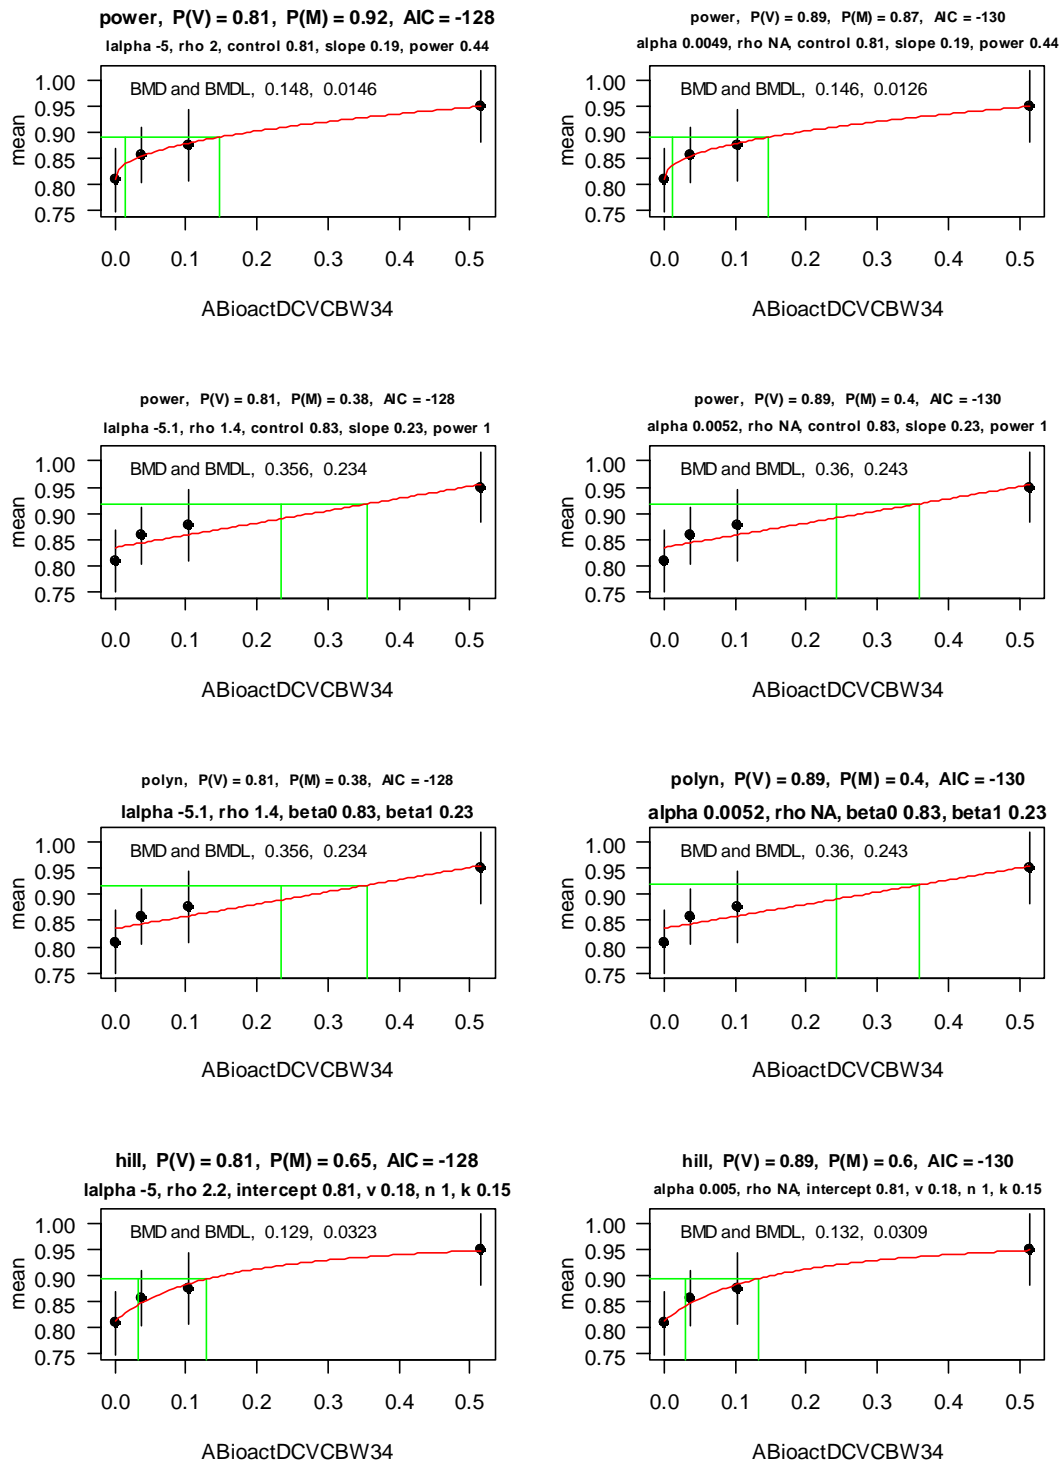 power, P(V) = 0.81, P(M) = 0.92, AIC = -128
lalpha -5, rho 2, control 0.81, slope 0.19, power 0.44
BMD and BMDL, 0.148, 0.0146
mean
1.00
0.95
0.90
0.85
0.80
0.75
0.0 0.1 0.2 0.3 0.4 0.5
ABioactDCVCBW34
power, P(V) = 0.89, P(M) = 0.87, AIC = -130
alpha 0.0049, rho NA, control 0.81, slope 0.19, power 0.44
BMD and BMDL, 0.146, 0.0126
mean
1.00
0.95
0.90
0.85
0.80
0.75
0.0 0.1 0.2 0.3 0.4 0.5
ABioactDCVCBW34
power, P(V) = 0.81, P(M) = 0.38, AIC = -128
lalpha -5.1, rho 1.4, control 0.83, slope 0.23, power 1
BMD and BMDL, 0.356, 0.234
mean
1.00
0.95
0.90
0.85
0.80
0.75
0.0 0.1 0.2 0.3 0.4 0.5
ABioactDCVCBW34
power, P(V) = 0.89, P(M) = 0.4, AIC = -130
alpha 0.0052, rho NA, control 0.83, slope 0.23, power 1
BMD and BMDL, 0.36, 0.243
mean
1.00
0.95
0.90
0.85
0.80
0.75
0.0 0.1 0.2 0.3 0.4 0.5
ABioactDCVCBW34
polyn, P(V) = 0.81, P(M) = 0.38, AIC = -128
lalpha -5.1, rho 1.4, beta0 0.83, beta1 0.23
BMD and BMDL, 0.356, 0.234
mean
1.00
0.95
0.90
0.85
0.80
0.75
0.0 0.1 0.2 0.3 0.4 0.5
ABioactDCVCBW34
polyn, P(V) = 0.89, P(M) = 0.4, AIC = -130
alpha 0.0052, rho NA, beta0 0.83, beta1 0.23
BMD and BMDL, 0.36, 0.243
mean
1.00
0.95
0.90
0.85
0.80
0.75
0.0 0.1 0.2 0.3 0.4 0.5
ABioactDCVCBW34
hill, P(V) = 0.81, P(M) = 0.65, AIC = -128
lalpha -5, rho 2.2, intercept 0.81, v 0.18, n 1, k 0.15
BMD and BMDL, 0.129, 0.0323
mean
1.00
0.95
0.90
0.85
0.80
0.75
0.0 0.1 0.2 0.3 0.4 0.5
ABioactDCVCBW34
hill, P(V) = 0.89, P(M) = 0.6, AIC = -130
alpha 0.005, rho NA, intercept 0.81, v 0.18, n 1, k 0.15
BMD and BMDL, 0.132, 0.0309
mean
1.00
0.95
0.90
0.85
0.80
0.75
0.0 0.1 0.2 0.3 0.4 0.5
ABioactDCVCBW34